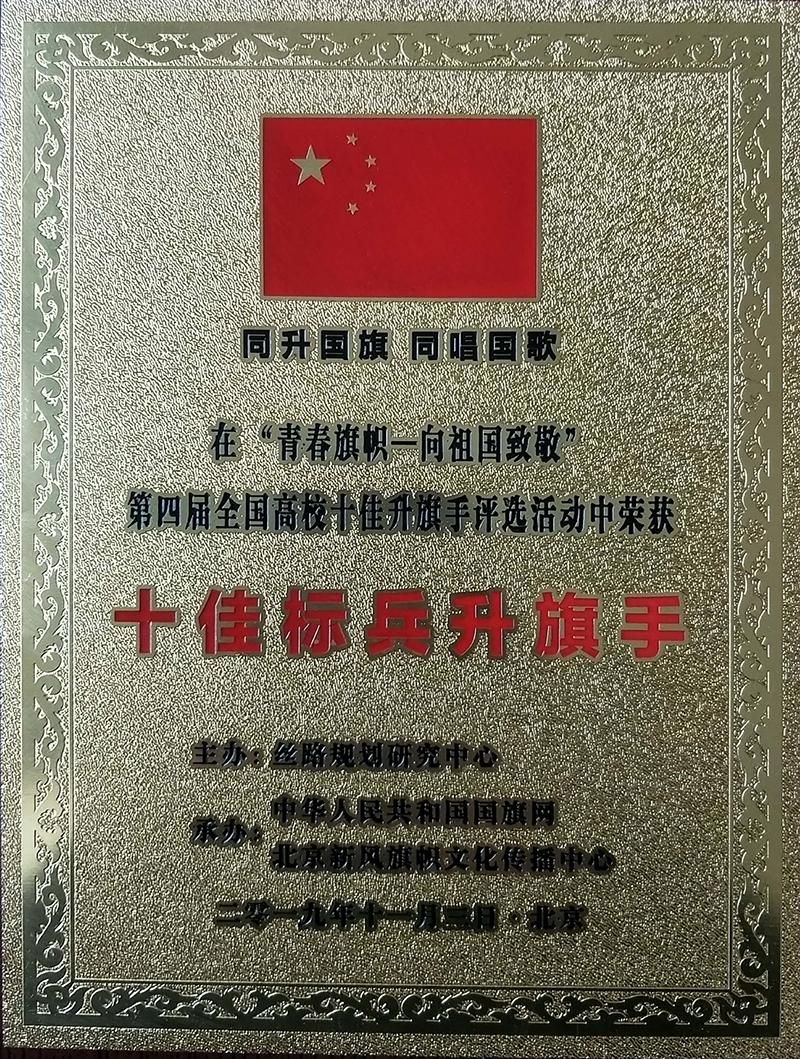 同升国旗 同唱国歌
在“青春旗帜—向祖国致敬”
第四届全国高校十佳升旗手评选活动中荣获
十佳标兵升旗手
主办：丝路规划研究中心
承办：中华人民共和国国旗网
北京新风旗帜文化传播中心
二零一九年十一月三日·北京